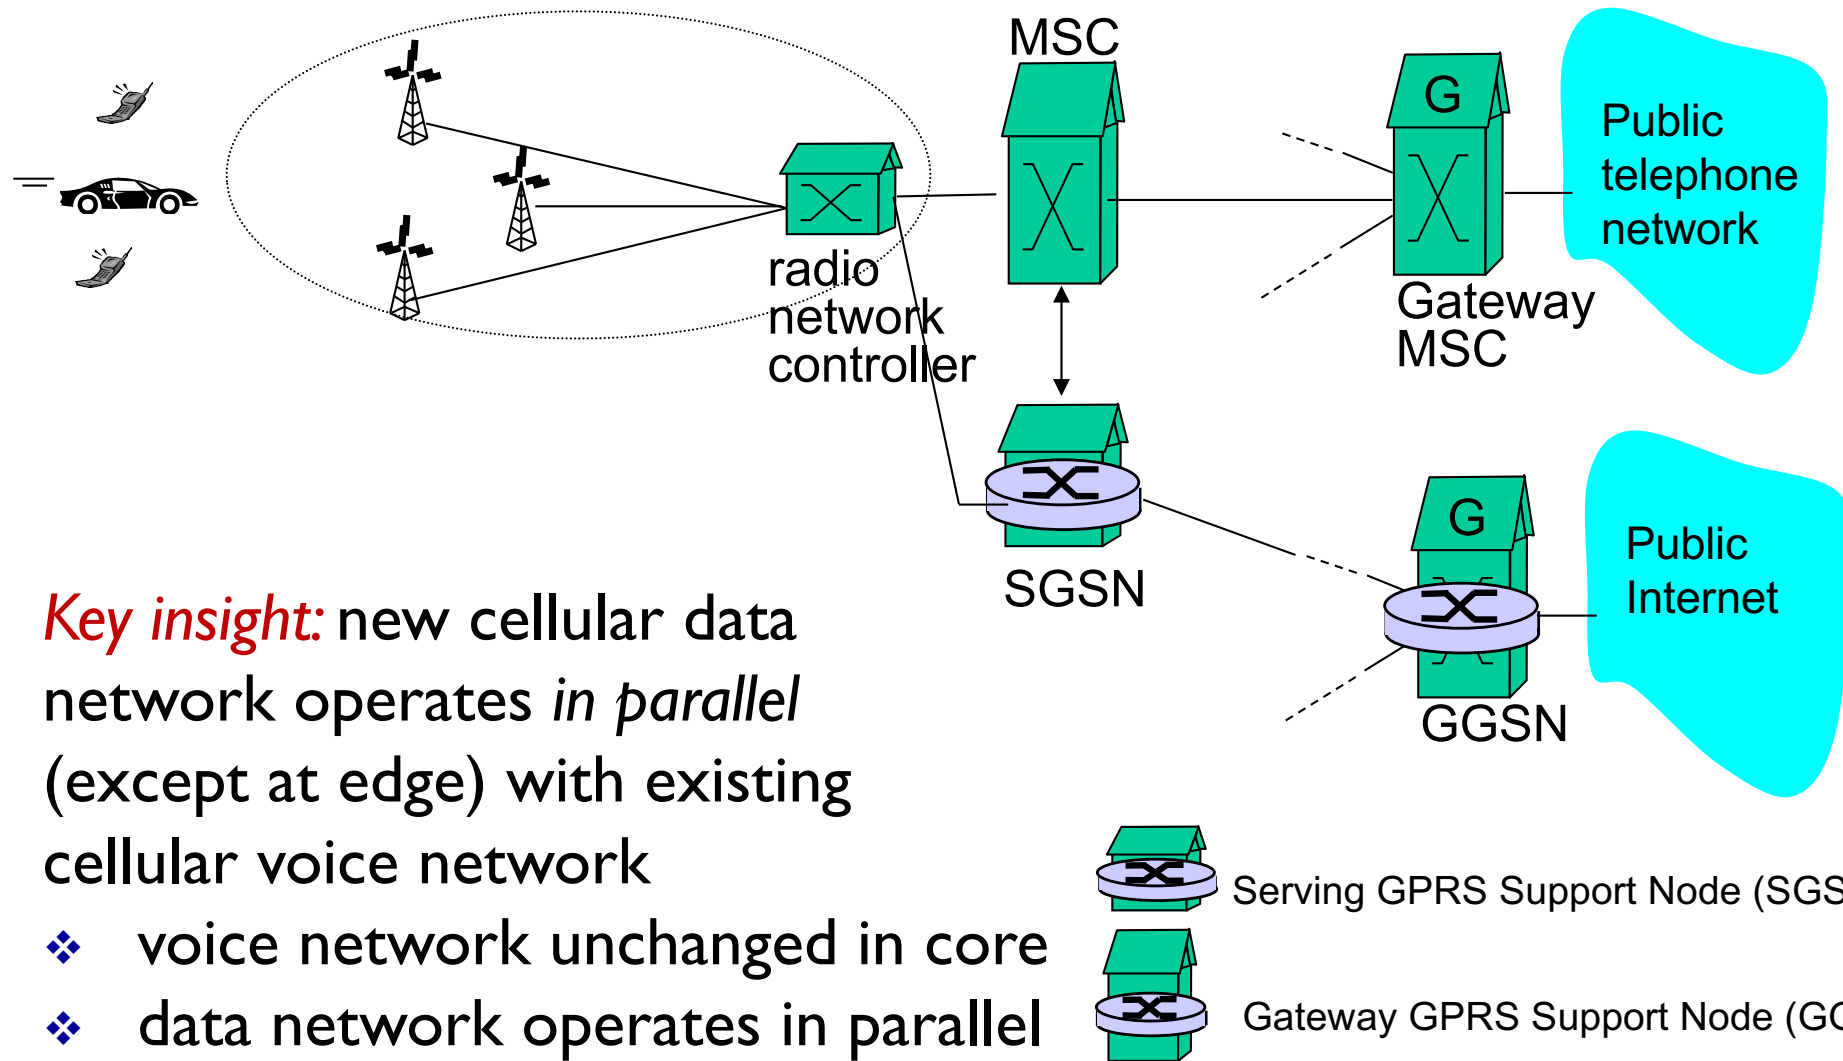 MSC
G
Public
telephone
network
radio
network
controller
Gateway
MSC
G
Public
Internet
SGSN
GGSN
Key insight: new cellular data
network operates in parallel
(except at edge) with existing
cellular voice network
❖ voice network unchanged in core
❖ data network operates in parallel
Serving GPRS Support Node (SGS
Gateway GPRS Support Node (GG